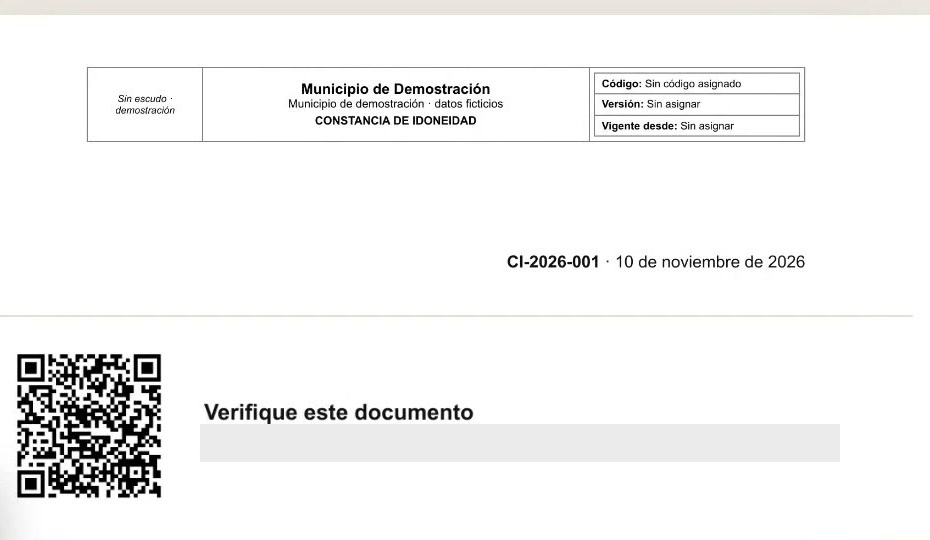 Sin escudo ·
demostración
Municipio de Demostración
Municipio de demostración · datos ficticios
CONSTANCIA DE IDONEIDAD
Código: Sin código asignado
Versión: Sin asignar
Vigente desde: Sin asignar
CI-2026-001 · 10 de noviembre de 2026
Verifique este documento